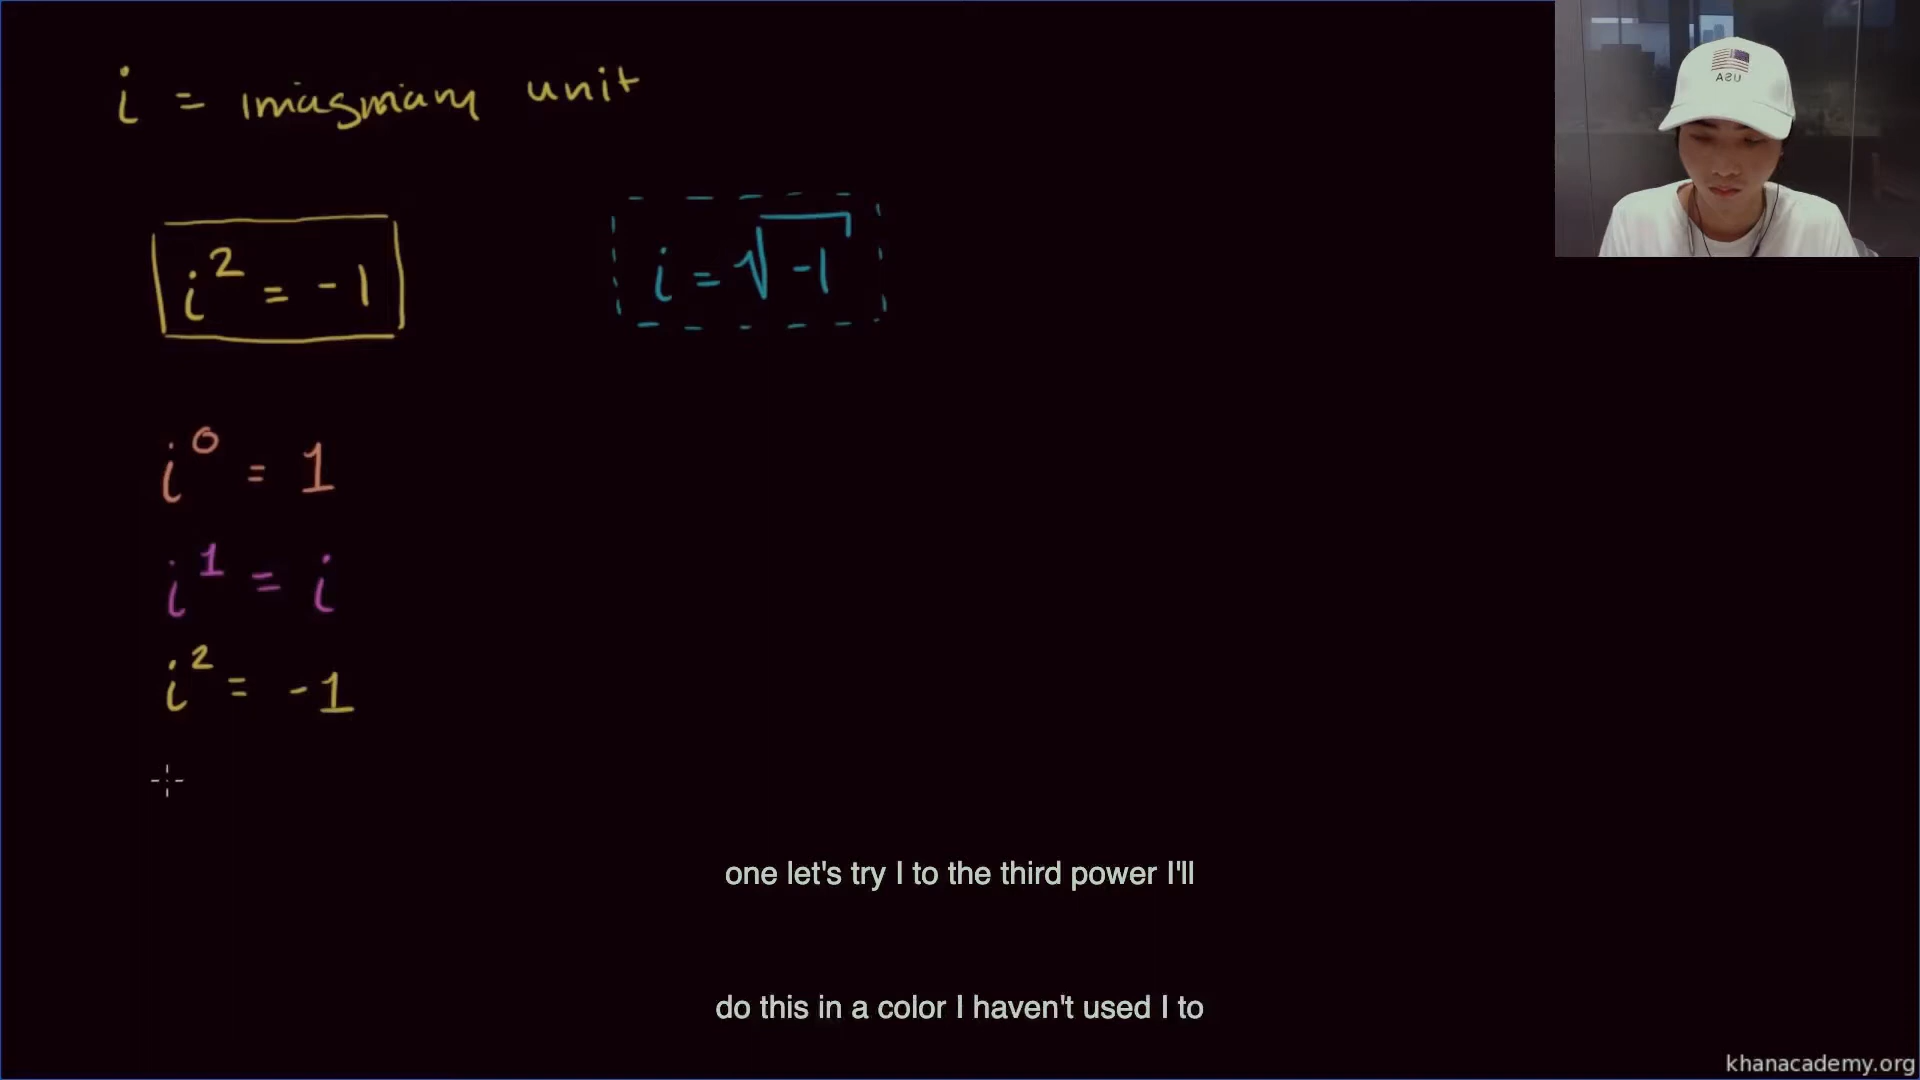 i = imaginary unit
USA
i² = -1
i = √-1
i⁰ = 1
i¹ = i
i² = -1
one let's try I to the third power I'll
do this in a color I haven't used I to
khanacademy.org